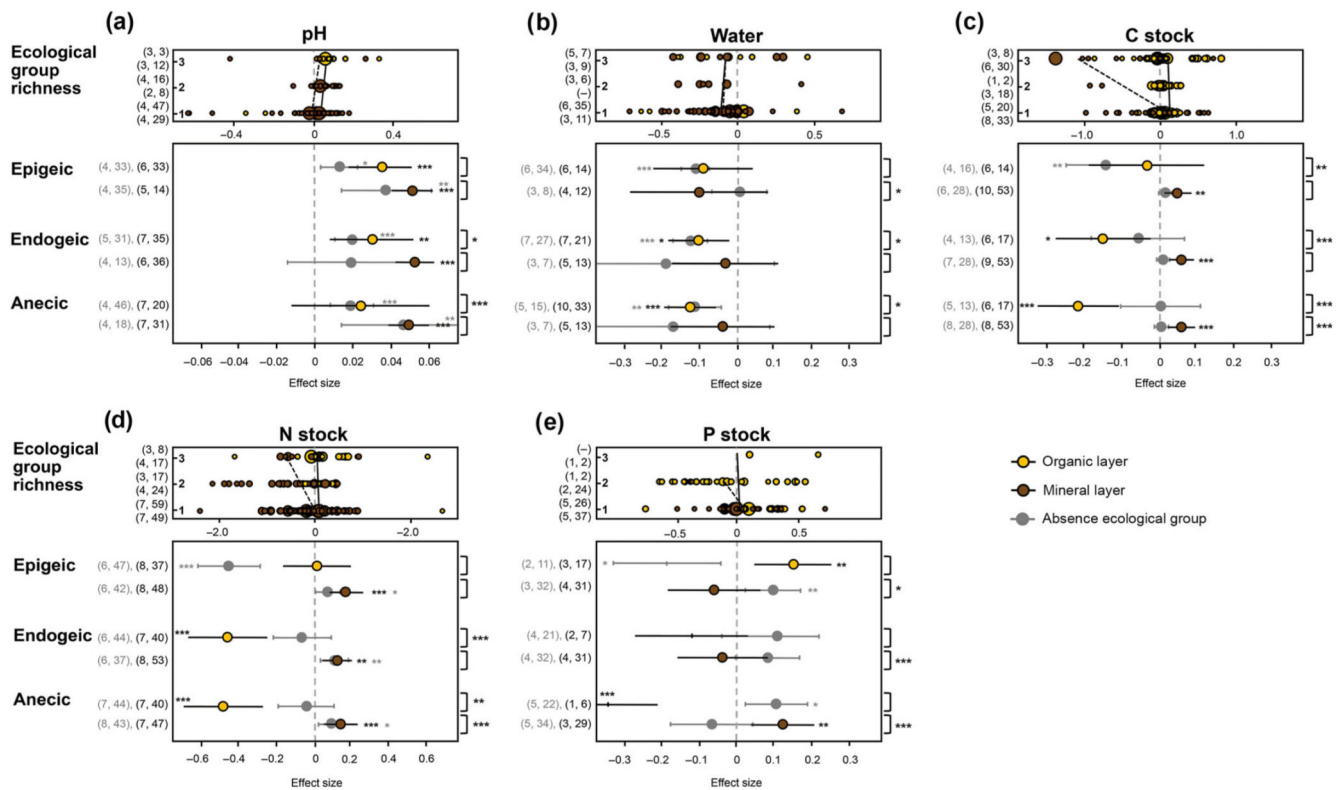 (a)
pH
Ecological
group
richness
(3, 3)
(3, 12)
(4, 16)
(2, 8)
(4, 47)
(4, 29)
3
2
1
−0.4
0
0.4
Epigeic
(4, 33), (6, 33)
*
***
(4, 35), (5, 14)
**
***
Endogeic
(5, 31), (7, 35)
***
**
*
(4, 13), (6, 36)
***
Anecic
(4, 46), (7, 20)
***
***
(4, 18), (7, 31)
**
***
−0.06
−0.04
−0.02
0
0.02
0.04
0.06
Effect size
(b)
Water
(5, 7)
(3, 9)
(3, 6)
(−)
(6, 35)
(3, 11)
3
2
1
−0.5
0
0.5
(6, 34), (6, 14)
***
(3, 8), (4, 12)
*
(7, 27), (7, 21)
***
*
*
(3, 7), (5, 13)
(5, 15), (10, 33)
**
***
*
(3, 7), (5, 13)
−0.3
−0.2
−0.1
0
0.1
0.2
0.3
Effect size
(c)
C stock
(3, 8)
(6, 30)
(1, 2)
(3, 18)
(5, 20)
(8, 33)
3
2
1
−1.0
0
1.0
(4, 16), (6, 14)
**
**
(6, 28), (10, 53)
**
(4, 13), (6, 17)
*
***
(7, 28), (9, 53)
***
(5, 13), (6, 17)
***
***
(8, 28), (8, 53)
***
***
−0.3
−0.2
−0.1
0
0.1
0.2
0.3
Effect size
(d)
N stock
Ecological
group
richness
(3, 8)
(4, 17)
(3, 17)
(4, 24)
(7, 59)
(7, 49)
3
2
1
−2.0
0
−2.0
Epigeic
(6, 47), (8, 37)
***
(6, 42), (8, 48)
***
*
Endogeic
(6, 44), (7, 40)
***
***
(6, 37), (8, 53)
**
**
Anecic
(7, 44), (7, 40)
***
**
(8, 43), (7, 47)
***
*
***
−0.6
−0.4
−0.2
0
0.2
0.4
0.6
Effect size
(e)
P stock
(−)
(1, 2)
(1, 2)
(2, 24)
(5, 26)
(5, 37)
3
2
1
−0.5
0
0.5
(2, 11), (3, 17)
*
**
(3, 32), (4, 31)
**
*
(4, 21), (2, 7)
(4, 32), (4, 31)
***
(5, 22), (1, 6)
***
*
(5, 34), (3, 29)
**
***
−0.3
−0.2
−0.1
0
0.1
0.2
0.3
Effect size
Organic layer
Mineral layer
Absence ecological group